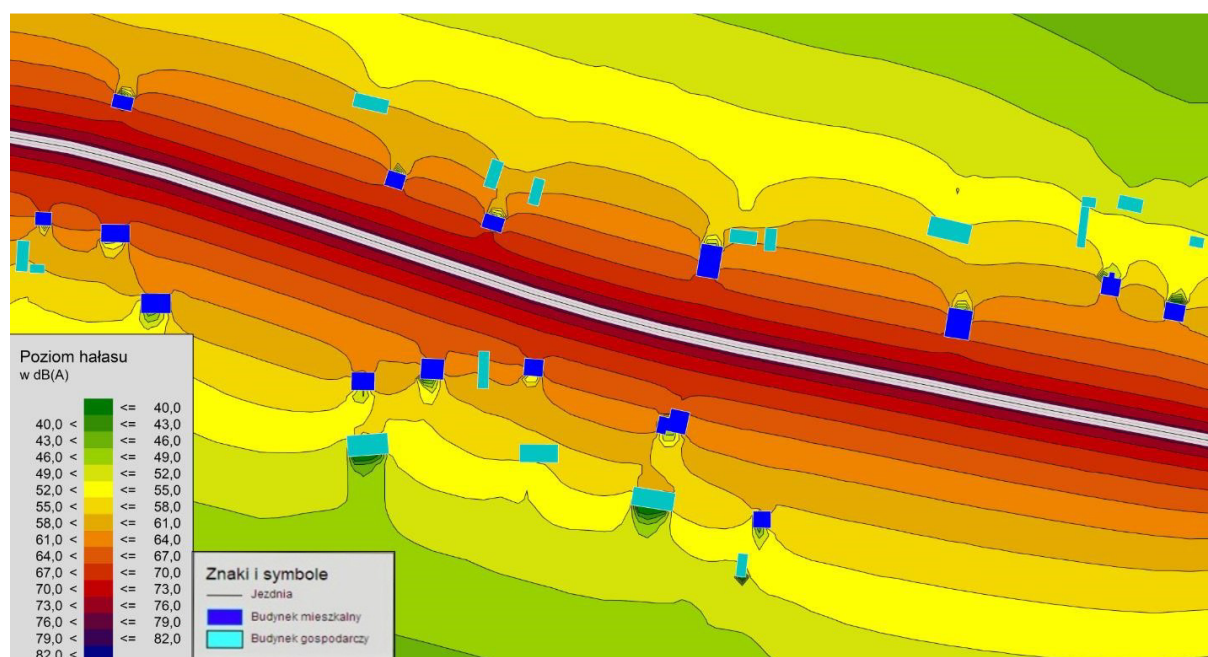 Poziom hałasu
w dB(A)
<= 40,0
40,0 < <= 43,0
43,0 < <= 46,0
46,0 < <= 49,0
49,0 < <= 52,0
52,0 < <= 55,0
55,0 < <= 58,0
58,0 < <= 61,0
61,0 < <= 64,0
64,0 < <= 67,0
67,0 < <= 70,0
70,0 < <= 73,0
73,0 < <= 76,0
76,0 < <= 79,0
79,0 < <= 82,0
82,0 <
Znaki i symbole
Jezdnia
Budynek mieszkalny
Budynek gospodarczy